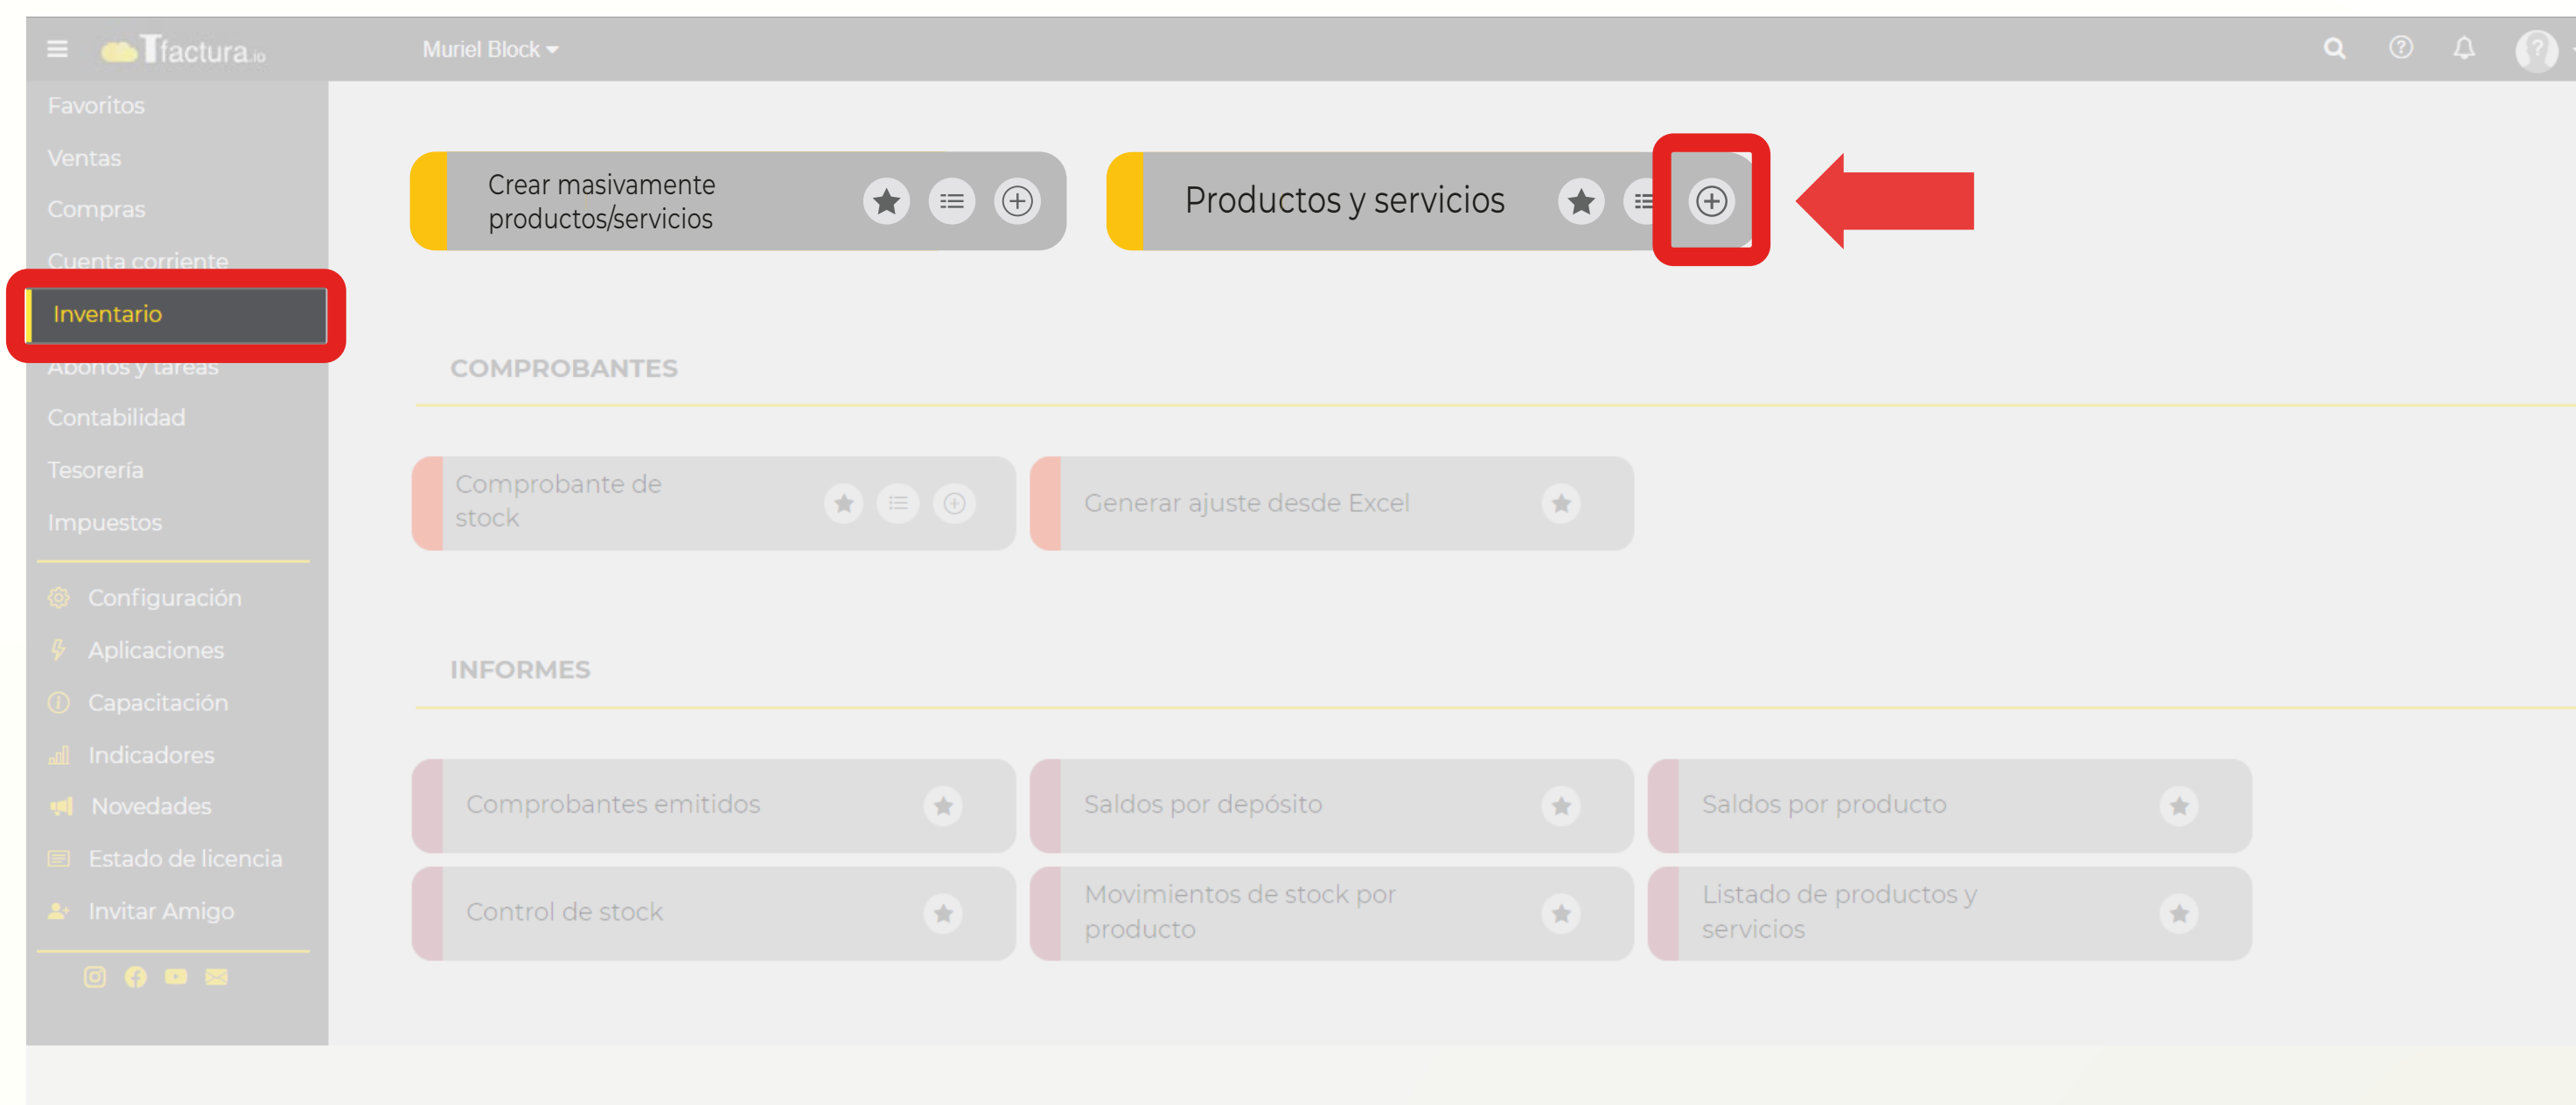 Tfactura.io
Muriel Block
Favoritos
Ventas
Compras
Cuenta corriente
Inventario
Abonos y tareas
Contabilidad
Tesorería
Impuestos
Configuración
Aplicaciones
Capacitación
Indicadores
Novedades
Estado de licencia
Invitar Amigo
Crear masivamente
productos/servicios
Productos y servicios
COMPROBANTES
Comprobante de
stock
Generar ajuste desde Excel
INFORMES
Comprobantes emitidos
Saldos por depósito
Saldos por producto
Control de stock
Movimientos de stock por
producto
Listado de productos y
servicios